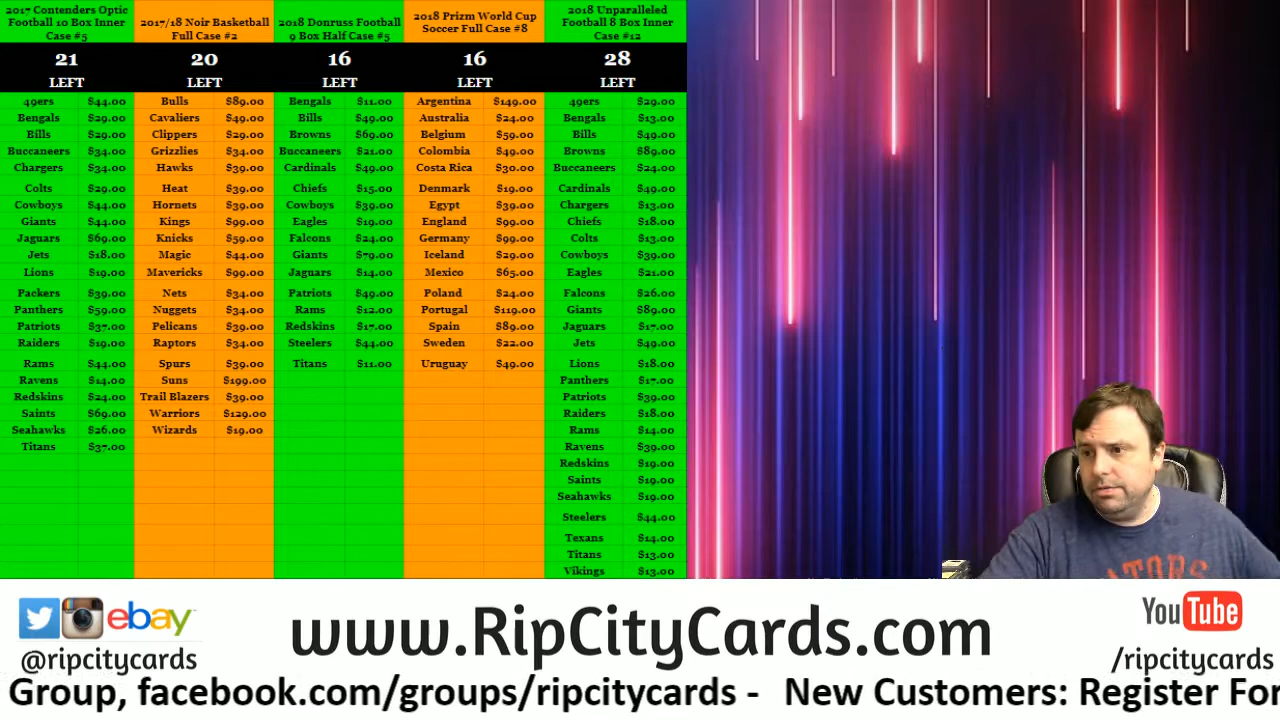 2017 Contenders Optic
Football 10 Box Inner
Case #5
21
LEFT
49ers $44.00
Bengals $29.00
Bills $29.00
Buccaneers $34.00
Chargers $34.00
Colts $29.00
Cowboys $44.00
Giants $44.00
Jaguars $69.00
Jets $18.00
Lions $19.00
Packers $39.00
Panthers $59.00
Patriots $37.00
Raiders $19.00
Rams $44.00
Ravens $14.00
Redskins $24.00
Saints $69.00
Seahawks $26.00
Titans $37.00
2017/18 Noir Basketball
Full Case #2
20
LEFT
Bulls $89.00
Cavaliers $49.00
Clippers $29.00
Grizzlies $34.00
Hawks $39.00
Heat $39.00
Hornets $39.00
Kings $99.00
Knicks $59.00
Magic $44.00
Mavericks $99.00
Nets $34.00
Nuggets $34.00
Pelicans $39.00
Raptors $34.00
Spurs $39.00
Suns $199.00
Trail Blazers $39.00
Warriors $129.00
Wizards $19.00
2018 Donruss Football
9 Box Half Case #5
16
LEFT
Bengals $11.00
Bills $49.00
Browns $69.00
Buccaneers $21.00
Cardinals $49.00
Chiefs $15.00
Cowboys $39.00
Eagles $19.00
Falcons $24.00
Giants $79.00
Jaguars $14.00
Patriots $49.00
Rams $12.00
Redskins $17.00
Steelers $44.00
Titans $11.00
2018 Prizm World Cup
Soccer Full Case #8
16
LEFT
Argentina $149.00
Australia $24.00
Belgium $59.00
Colombia $49.00
Costa Rica $30.00
Denmark $19.00
Egypt $39.00
England $99.00
Germany $99.00
Iceland $29.00
Mexico $65.00
Poland $24.00
Portugal $119.00
Spain $89.00
Sweden $22.00
Uruguay $49.00
2018 Unparalleled
Football 8 Box Inner
Case #12
28
LEFT
49ers $29.00
Bengals $13.00
Bills $49.00
Browns $89.00
Buccaneers $24.00
Cardinals $49.00
Chargers $13.00
Chiefs $18.00
Colts $13.00
Cowboys $39.00
Eagles $21.00
Falcons $26.00
Giants $89.00
Jaguars $17.00
Jets $49.00
Lions $18.00
Panthers $17.00
Patriots $39.00
Raiders $18.00
Rams $14.00
Ravens $39.00
Redskins $19.00
Saints $19.00
Seahawks $19.00
Steelers $44.00
Texans $14.00
Titans $13.00
Vikings $13.00
ATORS
ebay
@ripcitycards
www.RipCityCards.com
YouTube
/ripcitycards
Group, facebook.com/groups/ripcitycards - New Customers: Register For